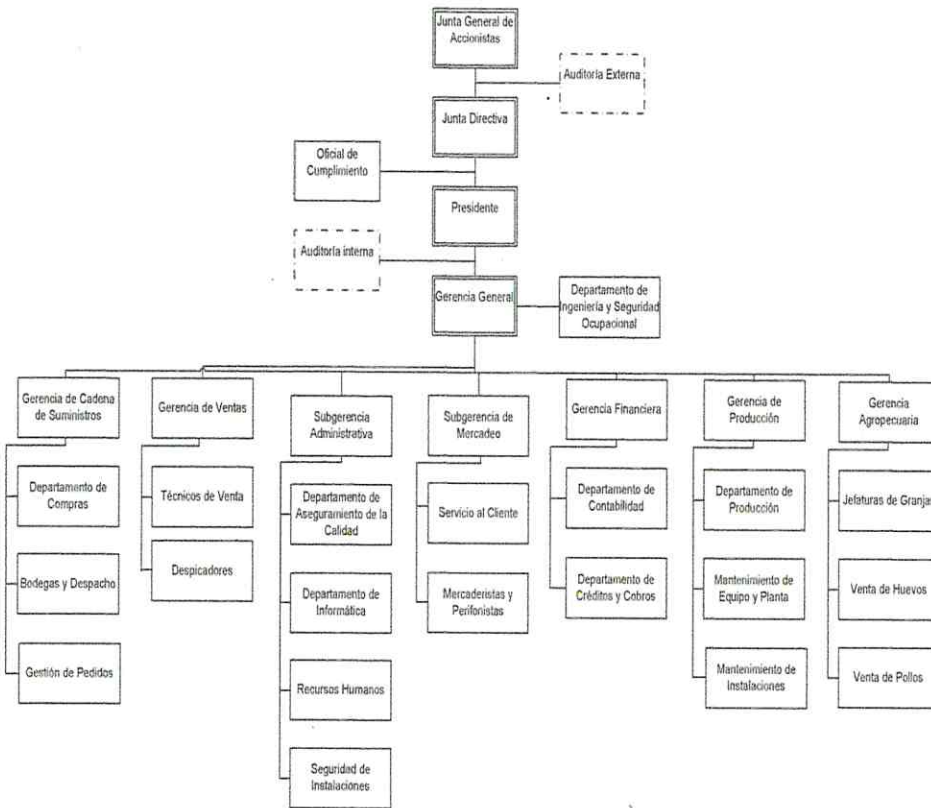 Junta General de
Accionistas
Auditoría Externa
Junta Directiva
Oficial de
Cumplimiento
Presidente
Auditoría interna
Gerencia General
Departamento de
Ingeniería y Seguridad
Ocupacional
Gerencia de Cadena
de Suministros
Gerencia de Ventas
Subgerencia
Administrativa
Subgerencia de
Mercadeo
Gerencia Financiera
Gerencia de
Producción
Gerencia
Agropecuaria
Departamento de
Compras
Técnicos de Venta
Departamento de
Aseguramiento de la
Calidad
Servicio al Cliente
Departamento de
Contabilidad
Departamento de
Producción
Jefaturas de Granjas
Bodegas y Despacho
Despicadores
Departamento de
Informática
Mercaderistas y
Perifonistas
Departamento de
Créditos y Cobros
Mantenimiento de
Equipo y Planta
Venta de Huevos
Gestión de Pedidos
Recursos Humanos
Mantenimiento de
Instalaciones
Venta de Pollos
Seguridad de
Instalaciones